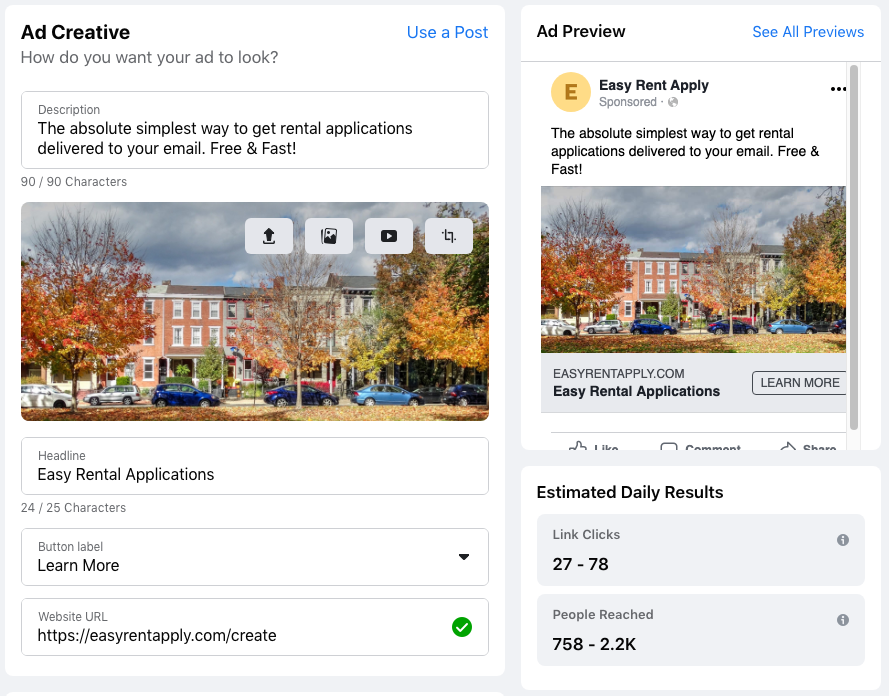 Ad Creative
Use a Post
How do you want your ad to look?
Description
The absolute simplest way to get rental applications
delivered to your email. Free & Fast!
90 / 90 Characters
Headline
Easy Rental Applications
24 / 25 Characters
Button label
Learn More
Website URL
https://easyrentapply.com/create
Ad Preview
See All Previews
E
Easy Rent Apply
Sponsored ·
The absolute simplest way to get rental
applications delivered to your email. Free &
Fast!
EASYRENTAPPLY.COM
Easy Rental Applications
LEARN MORE
Like
Comment
Share
Estimated Daily Results
Link Clicks
27 - 78
People Reached
758 - 2.2K